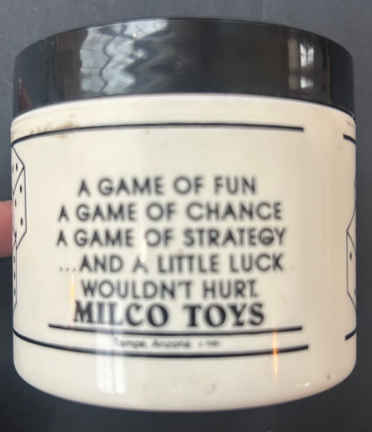 A GAME OF FUN
A GAME OF CHANCE
A GAME OF STRATEGY
...AND A LITTLE LUCK
WOULDN'T HURT.
MILCO TOYS
Tempe, Arizona